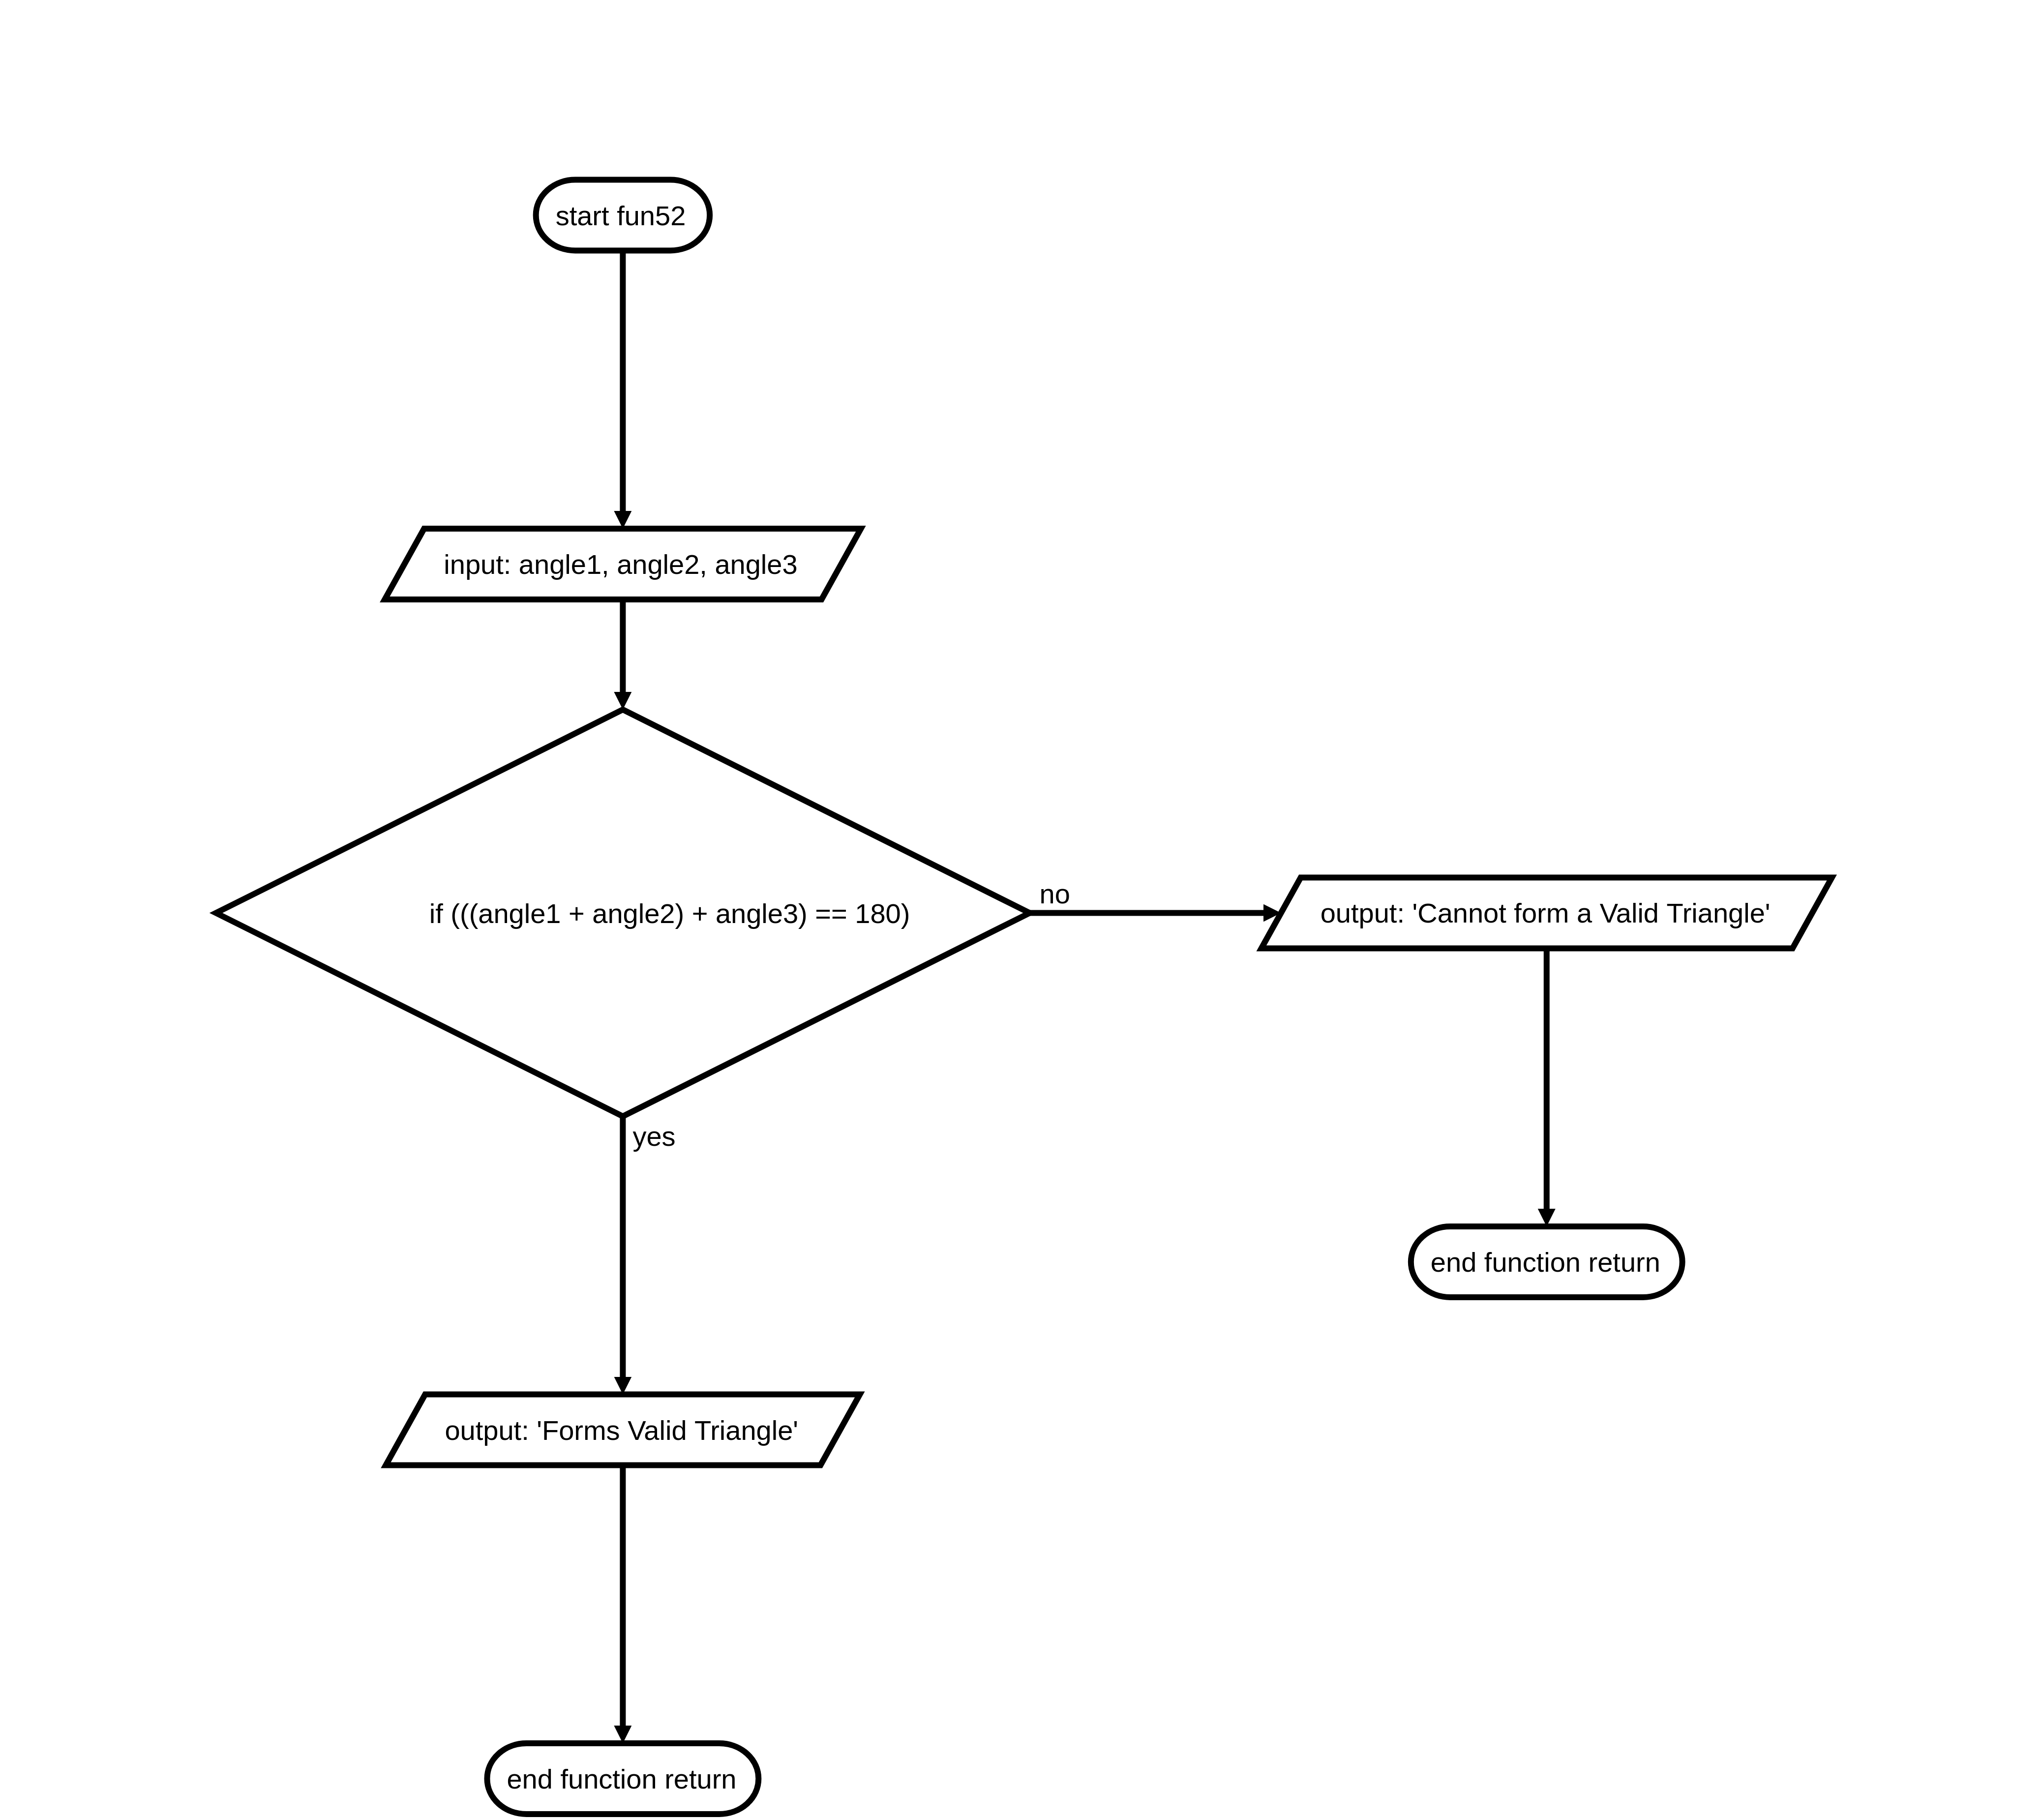 start fun52
input: angle1, angle2, angle3
if (((angle1 + angle2) + angle3) == 180)
no
output: 'Cannot form a Valid Triangle'
yes
end function return
output: 'Forms Valid Triangle'
end function return